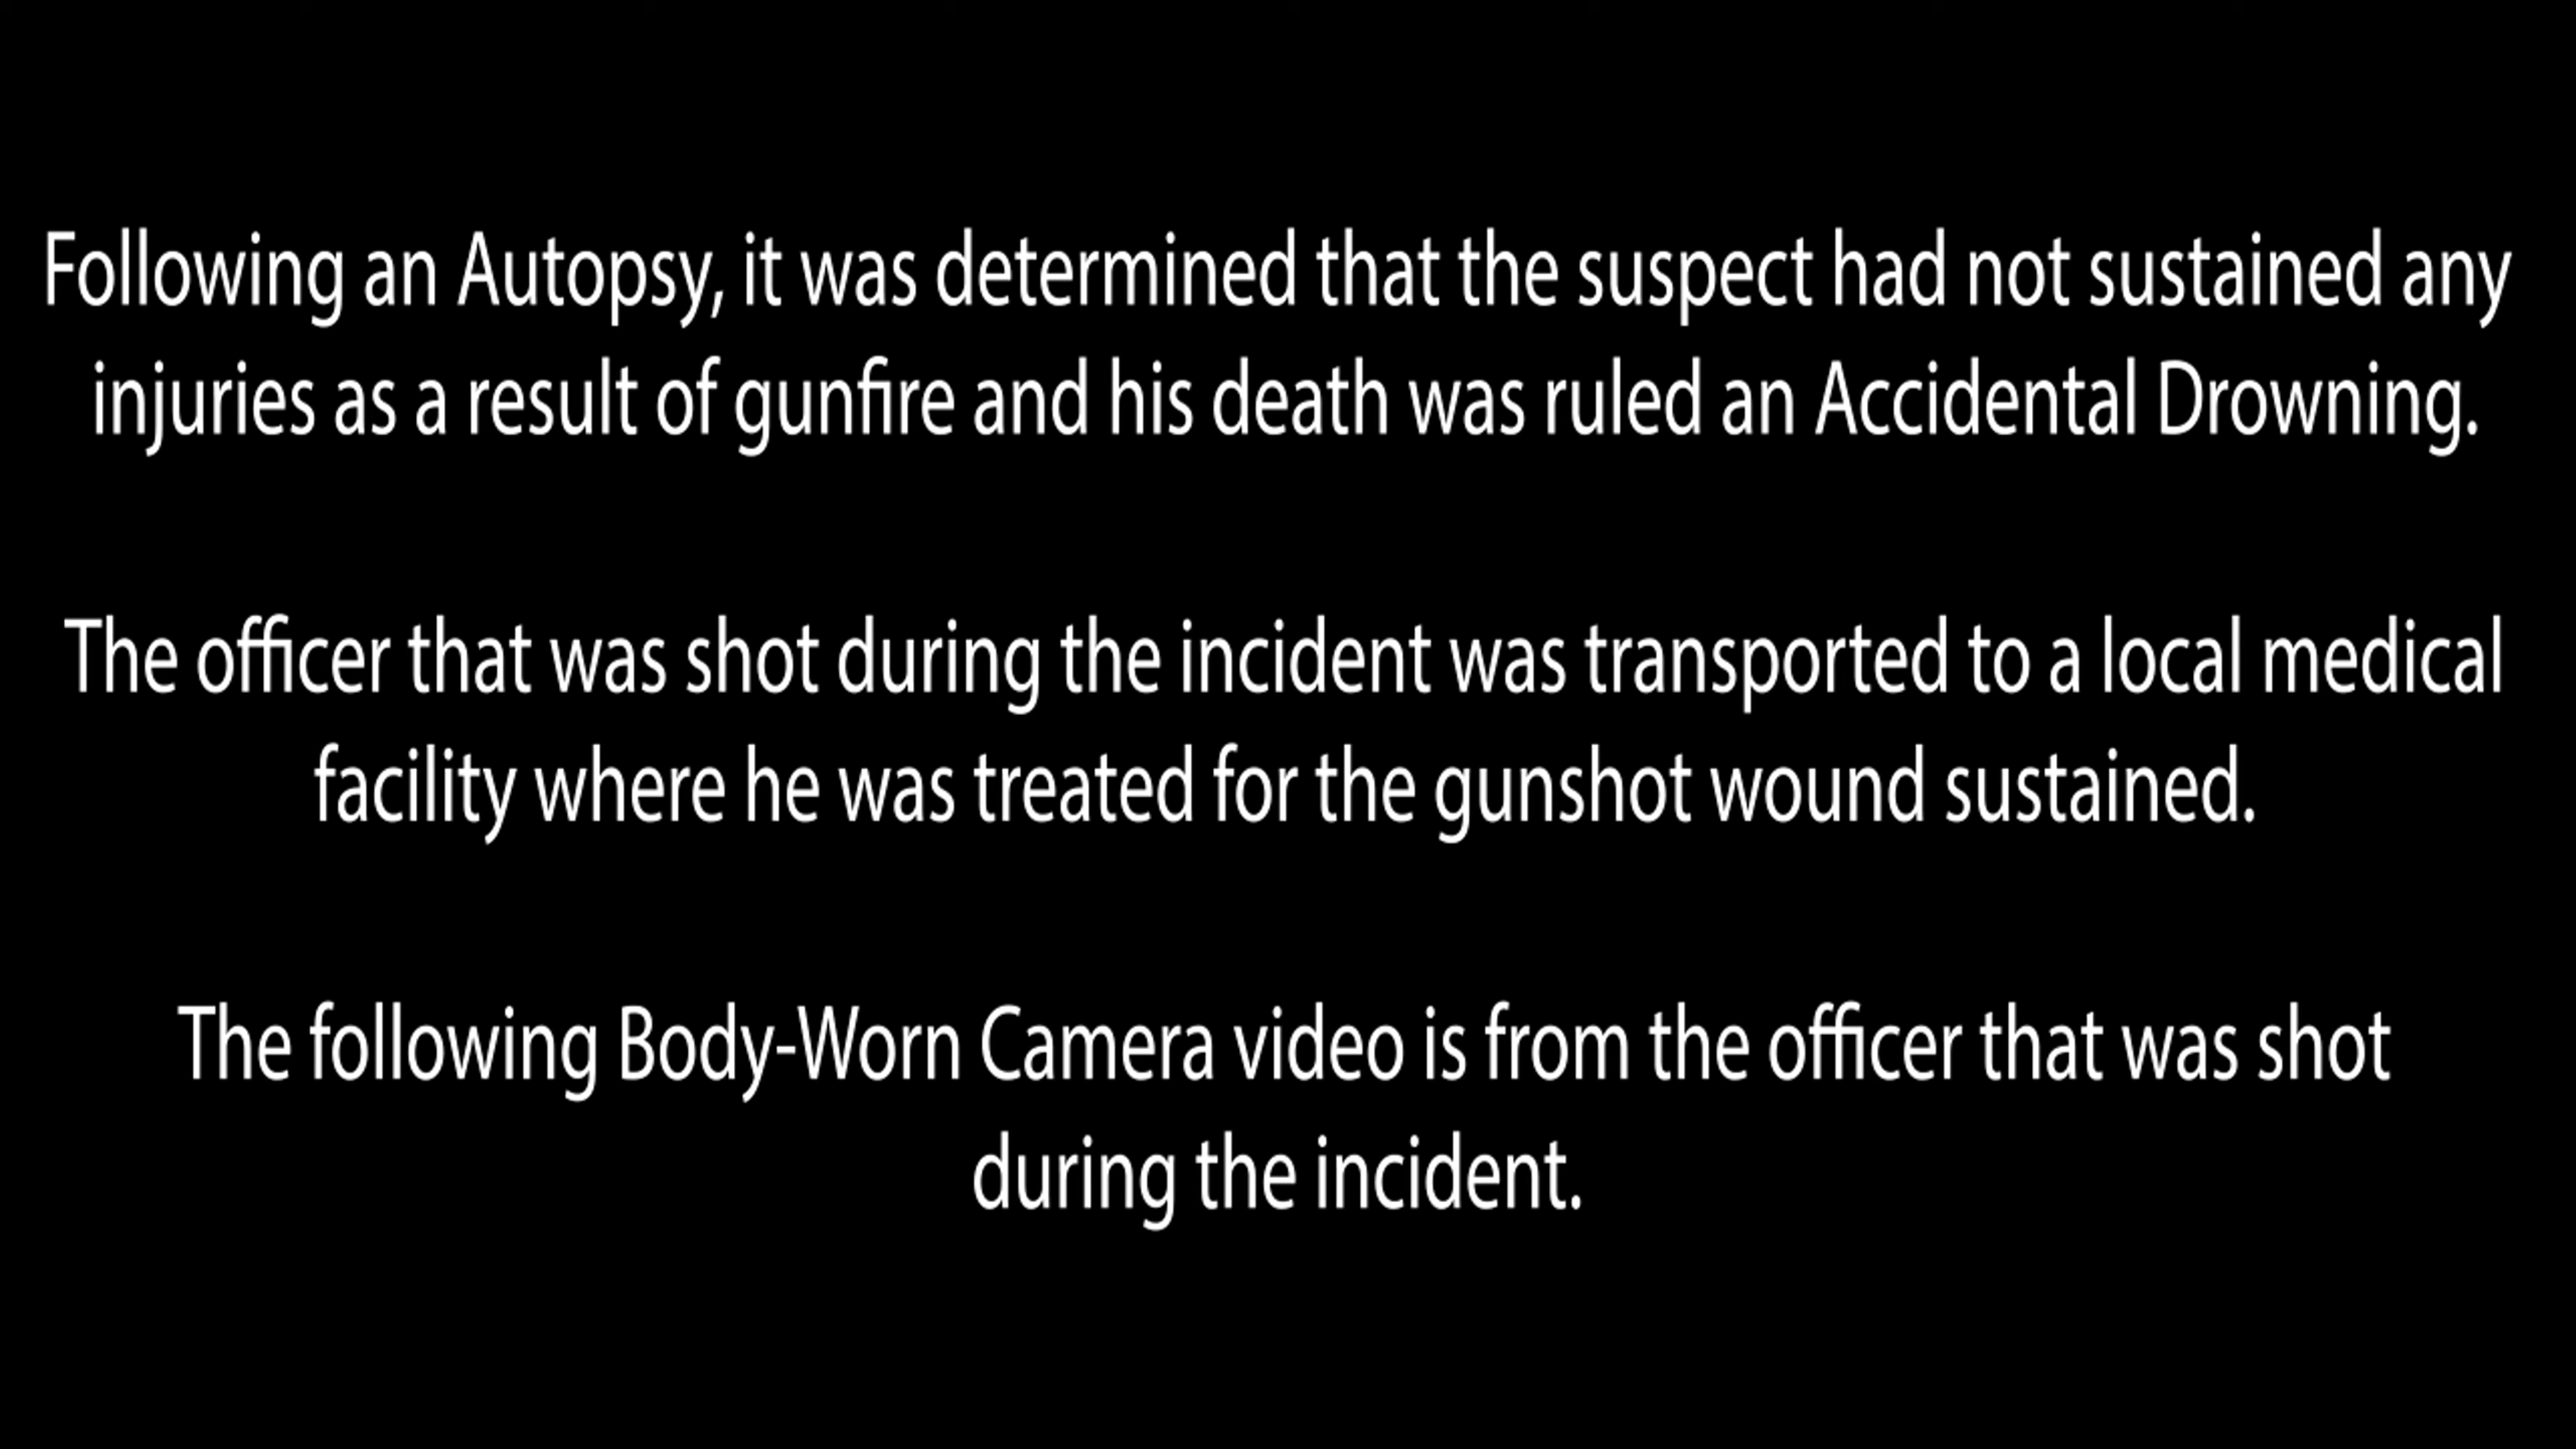 Following an Autopsy, it was determined that the suspect had not sustained any
injuries as a result of gunfire and his death was ruled an Accidental Drowning.
The officer that was shot during the incident was transported to a local medical
facility where he was treated for the gunshot wound sustained.
The following Body-Worn Camera video is from the officer that was shot
during the incident.